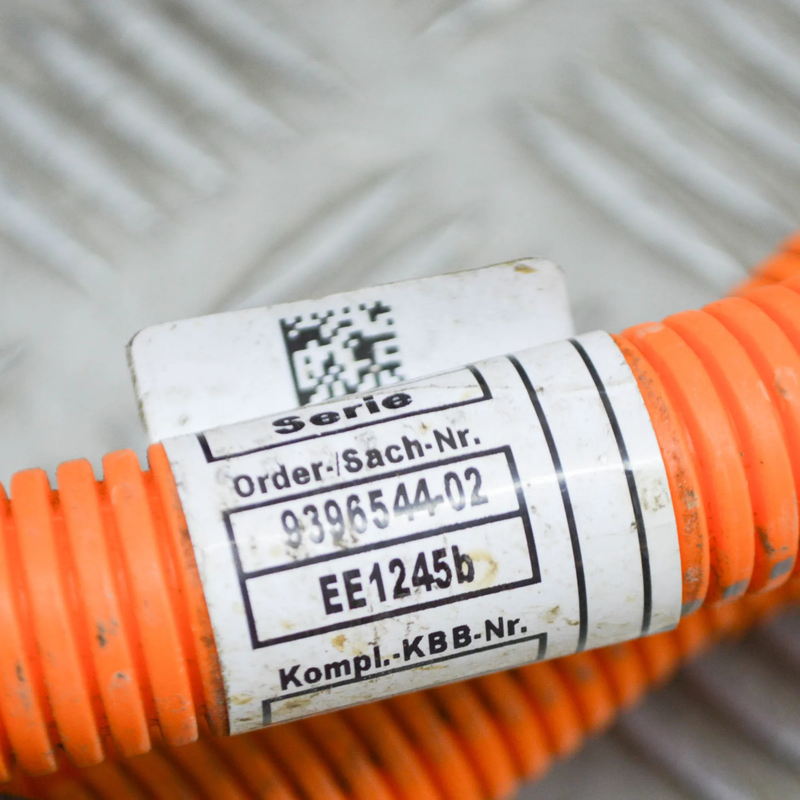 Serie
Order-/Sach-Nr.
9396544-02
EE1245b
Kompl.-KBB-Nr.